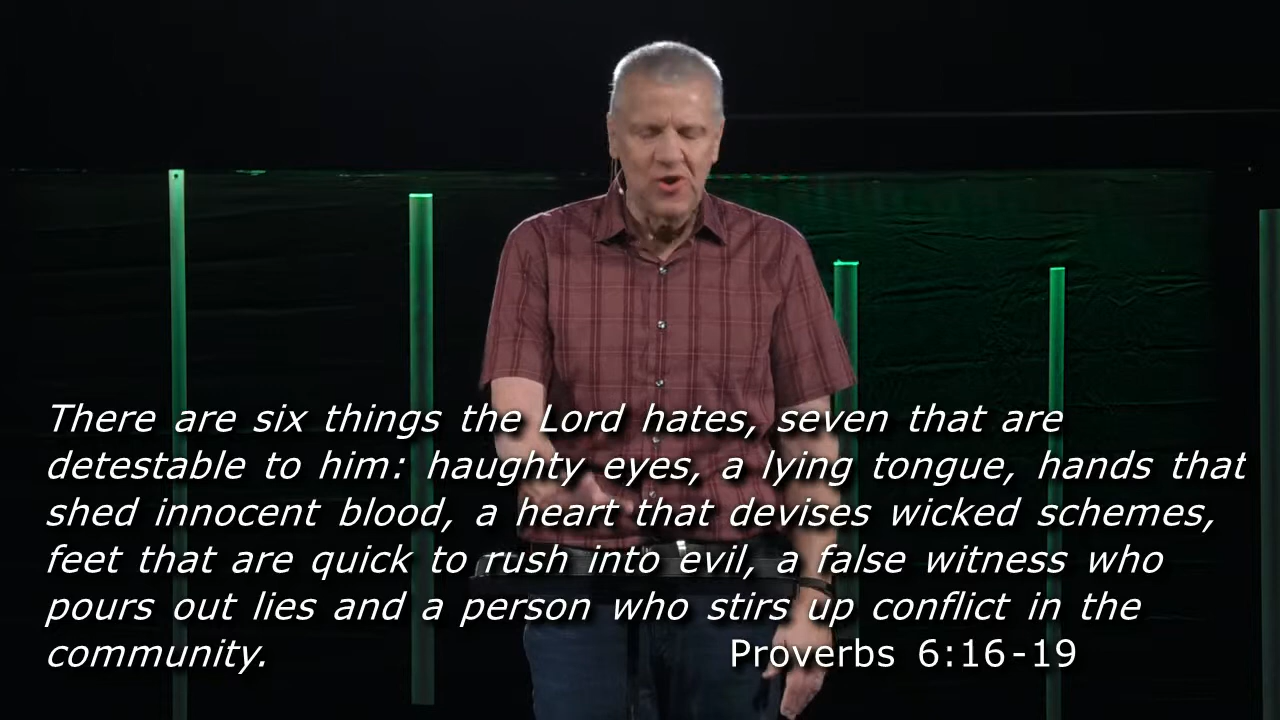 There are six things the Lord hates, seven that are
detestable to him: haughty eyes, a lying tongue, hands that
shed innocent blood, a heart that devises wicked schemes,
feet that are quick to rush into evil, a false witness who
pours out lies and a person who stirs up conflict in the
community. Proverbs 6:16-19